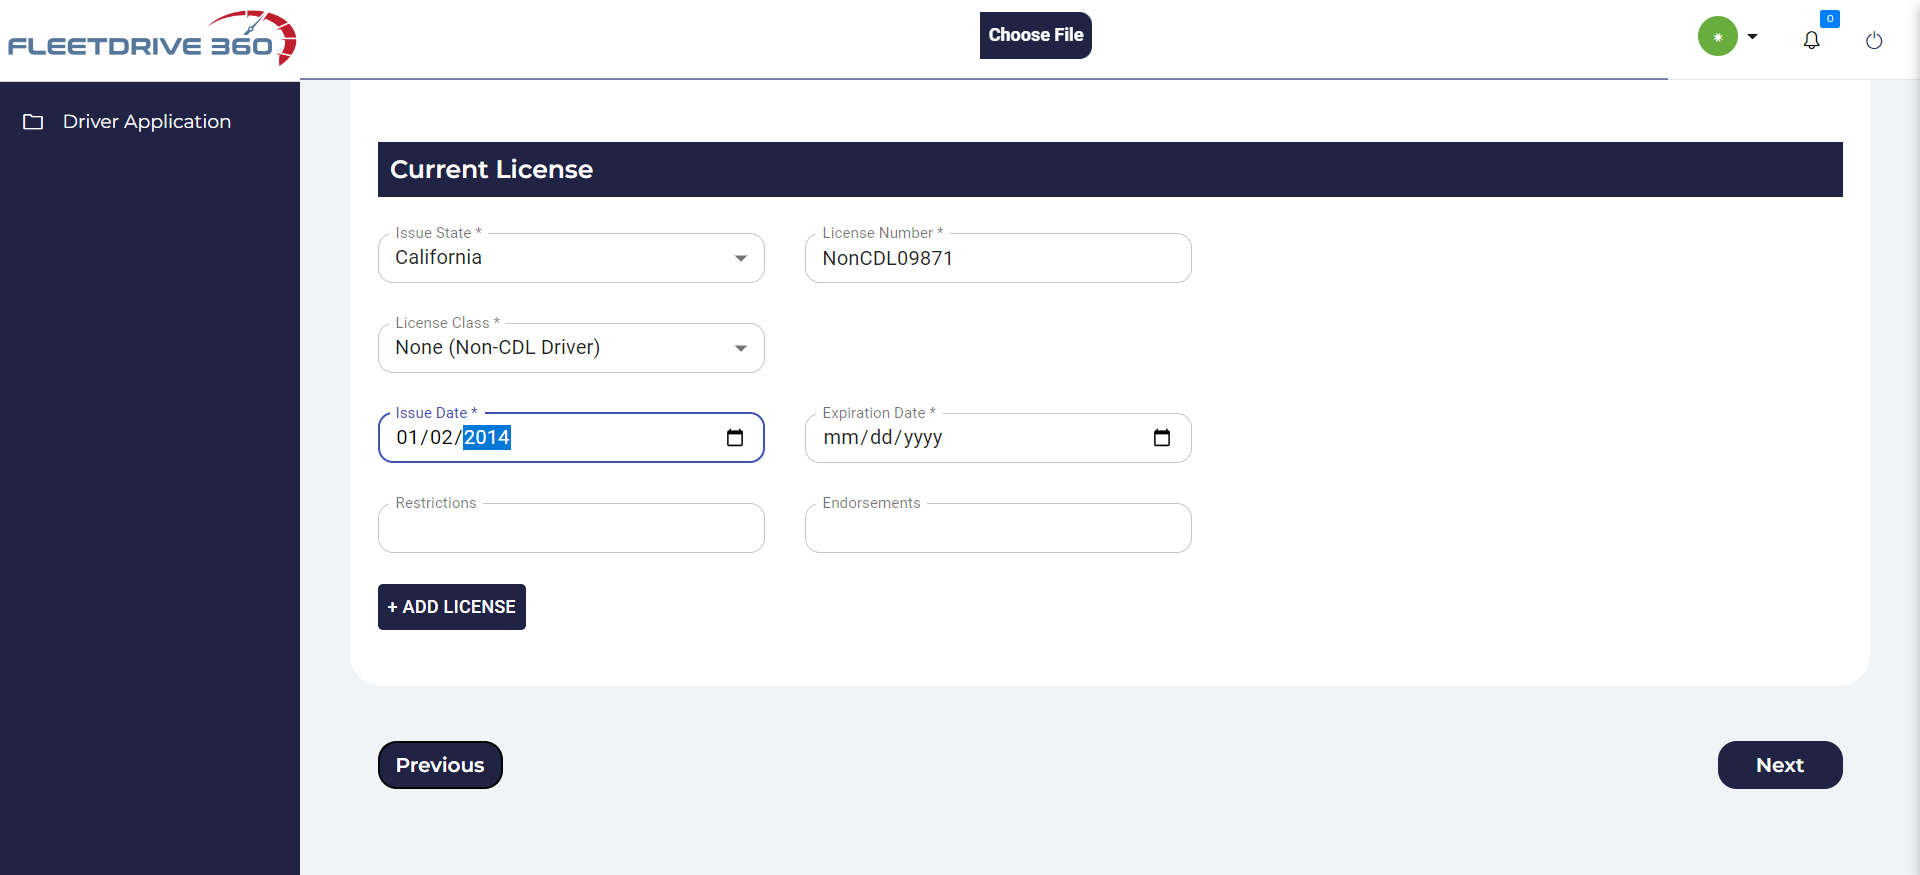 FLEETDRIVE 360
Choose File
0
Driver Application
Current License
Issue State *
California
License Number *
NonCDL09871
License Class *
None (Non-CDL Driver)
Issue Date *
01/02/2014
Expiration Date *
mm/dd/yyyy
Restrictions
Endorsements
+ ADD LICENSE
Previous
Next